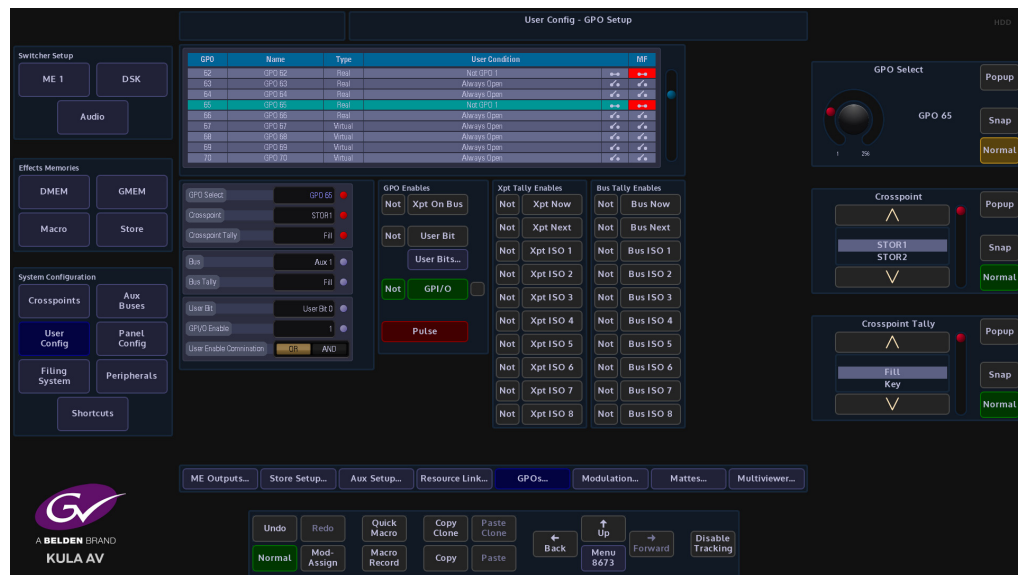 User Config - GPO Setup
HDD
Switcher Setup
ME 1
DSK
Audio
Effects Memories
DMEM
GMEM
Macro
Store
System Configuration
Crosspoints
Aux
Buses
User
Config
Panel
Config
Filing
System
Peripherals
Shortcuts
GPO Name Type User Condition MF
62 GPO 62 Real Not GPO 1
63 GPO 63 Real Always Open
64 GPO 64 Real Always Open
65 GPO 65 Real Not GPO 1
66 GPO 66 Real Always Open
67 GPO 67 Virtual Always Open
68 GPO 68 Virtual Always Open
69 GPO 69 Virtual Always Open
70 GPO 70 Virtual Always Open
GPO Select GPO 65
Crosspoint STOR1
Crosspoint Tally Fill
Bus Aux 1
Bus Tally Fill
User Bit User Bit 0
GPI/O Enable 1
User Enable Comnination OR AND
GPO Enables
Not Xpt On Bus
Not User Bit
User Bits...
Not GPI/O
Pulse
Xpt Tally Enables
Not Xpt Now
Not Xpt Next
Not Xpt ISO 1
Not Xpt ISO 2
Not Xpt ISO 3
Not Xpt ISO 4
Not Xpt ISO 5
Not Xpt ISO 6
Not Xpt ISO 7
Not Xpt ISO 8
Bus Tally Enables
Not Bus Now
Not Bus Next
Not Bus ISO 1
Not Bus ISO 2
Not Bus ISO 3
Not Bus ISO 4
Not Bus ISO 5
Not Bus ISO 6
Not Bus ISO 7
Not Bus ISO 8
GPO Select
GPO 65
1 256
Popup
Snap
Normal
Crosspoint
STOR1
STOR2
Popup
Snap
Normal
Crosspoint Tally
Fill
Key
Popup
Snap
Normal
ME Outputs... Store Setup... Aux Setup... Resource Link... GPOs... Modulation... Mattes... Multiviewer...
GV
A BELDEN BRAND
KULA AV
Undo
Redo
Quick
Macro
Copy
Clone
Paste
Clone
Normal
Mod-
Assign
Macro
Record
Copy
Paste
Back
Up
Menu
8673
Forward
Disable
Tracking